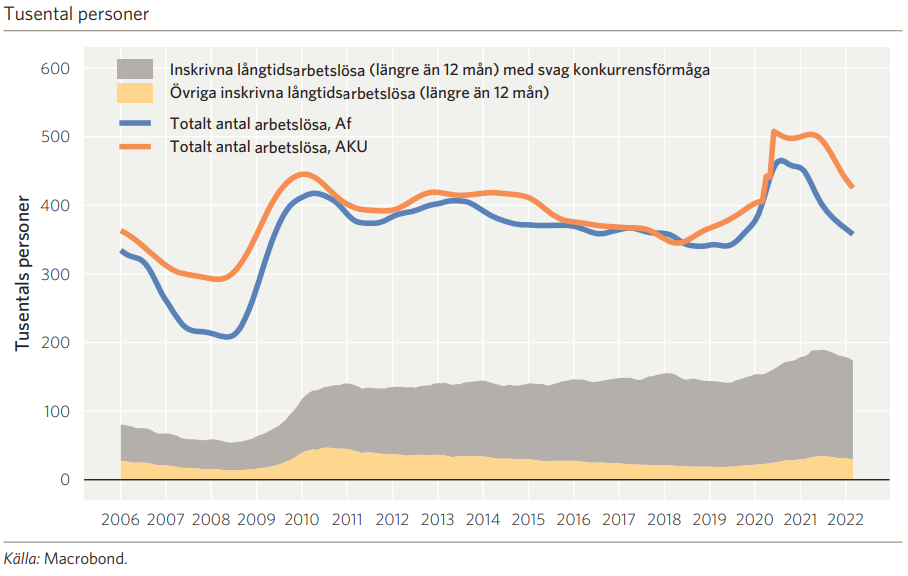 Tusental personer
Inskrivna långtidsarbetslösa (längre än 12 mån) med svag konkurrensförmåga
Övriga inskrivna långtidsarbetslösa (längre än 12 mån)
Totalt antal arbetslösa, Af
Totalt antal arbetslösa, AKU
Tusentals personer
600
500
400
300
200
100
0
2006 2007 2008 2009 2010 2011 2012 2013 2014 2015 2016 2017 2018 2019 2020 2021 2022
Källa: Macrobond.